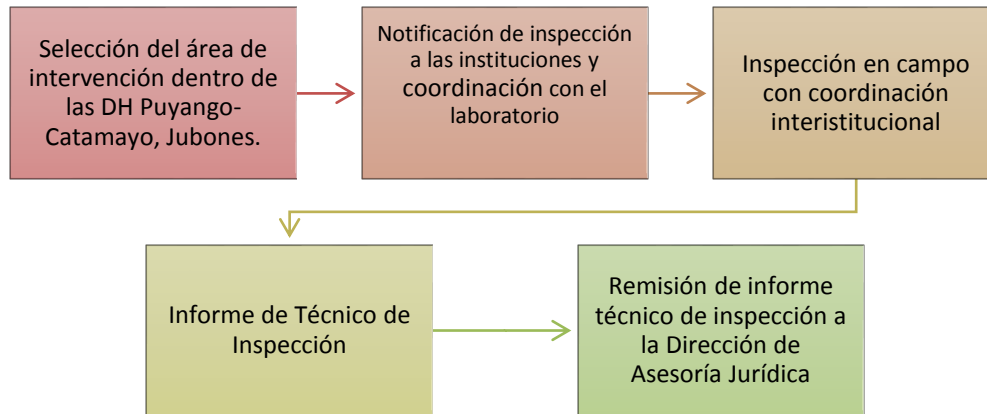 Selección del área de
intervención dentro de
las DH Puyango-
Catamayo, Jubones.
Notificación de inspección
a las instituciones y
coordinación con el
laboratorio
Inspección en campo
con coordinación
interistitucional
Informe de Técnico de
Inspección
Remisión de informe
técnico de inspección a
la Dirección de
Asesoría Jurídica